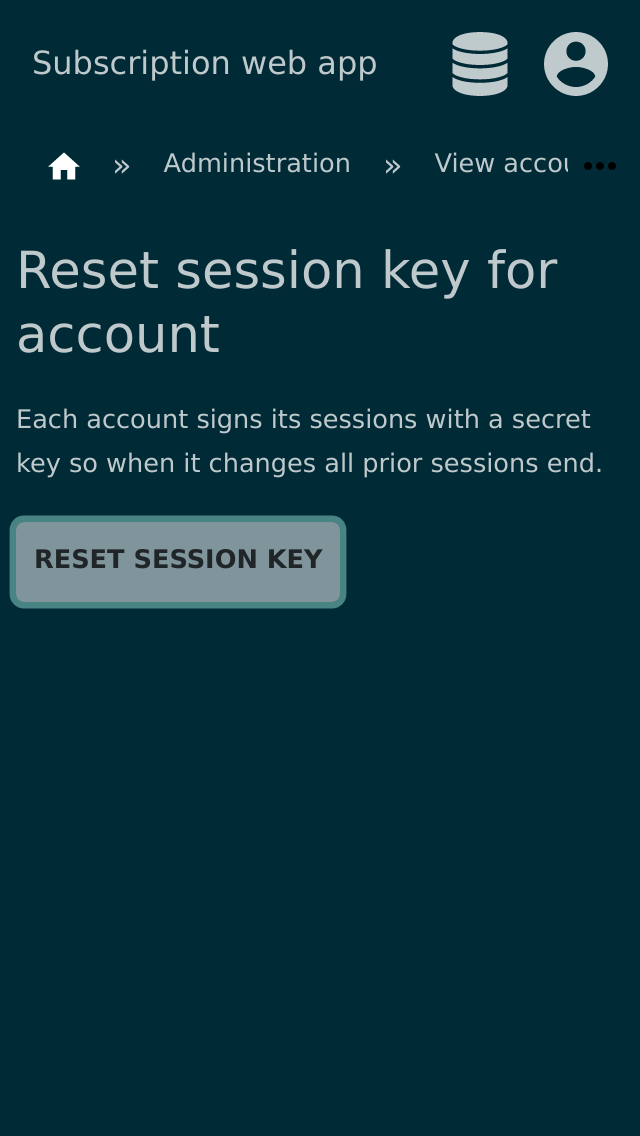 Subscription web app
» Administration » View accou
Reset session key for
account
Each account signs its sessions with a secret
key so when it changes all prior sessions end.
RESET SESSION KEY